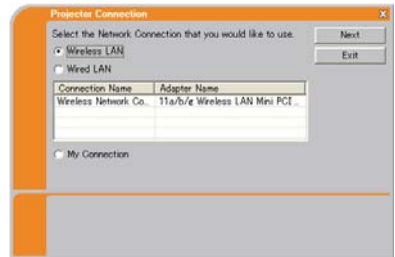 Projector Connection X
Select the Network Connection that you would like to use.
Next
Wireless LAN
Exit
Wired LAN
Connection Name Adapter Name
Wireless Network Co... 11a/b/g Wireless LAN Mini PCI ...
My Connection